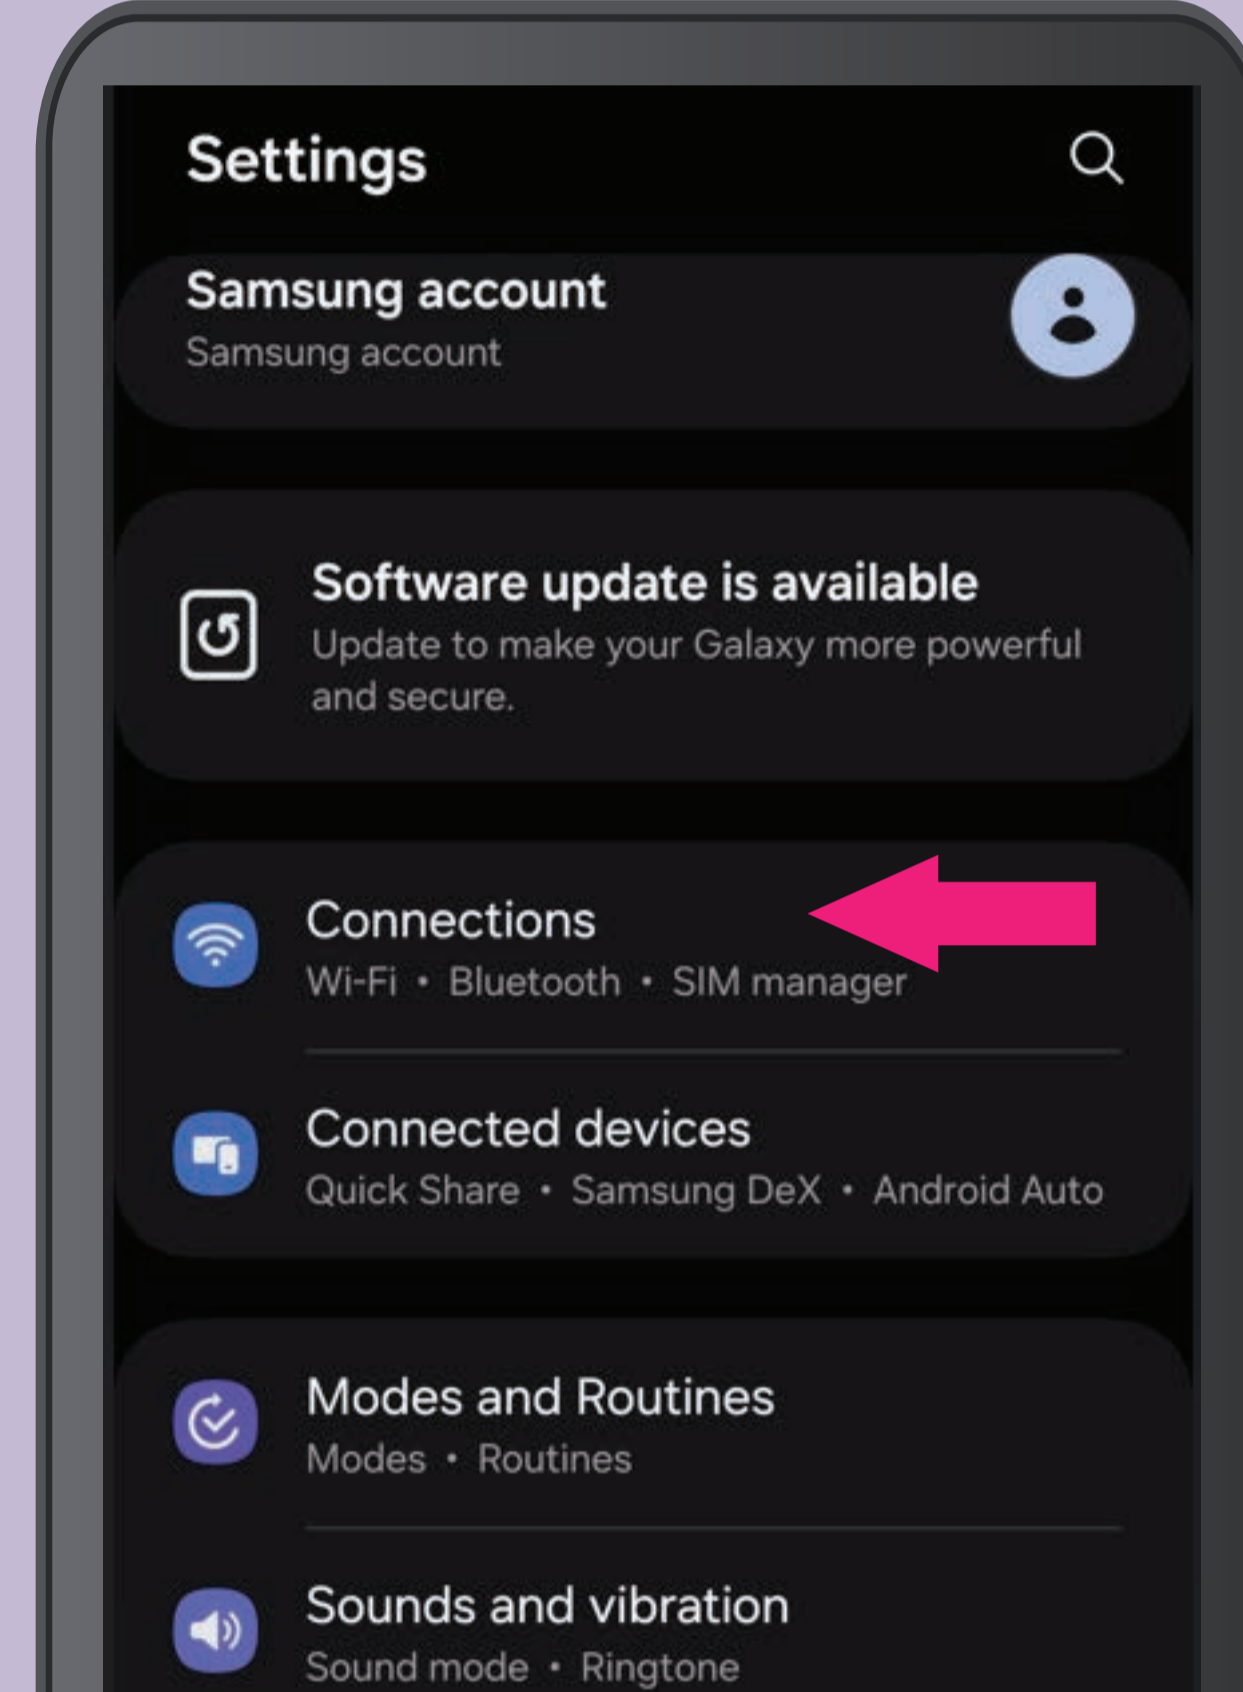 Settings
Samsung account
Samsung account
Software update is available
Update to make your Galaxy more powerful
and secure.
Connections
Wi-Fi • Bluetooth • SIM manager
Connected devices
Quick Share • Samsung DeX • Android Auto
Modes and Routines
Modes • Routines
Sounds and vibration
Sound mode • Ringtone